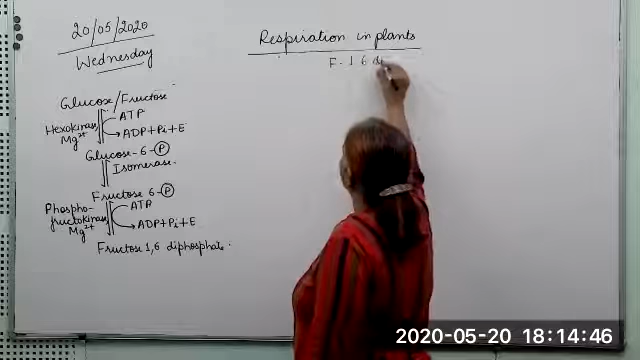 20/05/2020
Wednesday
Respiration in plants
F. 1 6 di
Glucose/Fructose
Hexokinase
Mg2+
ATP
ADP+Pi+E
Glucose-6-P
Isomerase.
Fructose 6-P
Phospho-
fructokinase
Mg2+
ATP
ADP+Pi+E
Fructose 1,6 diphosphate.
2020-05-20 18:14:46